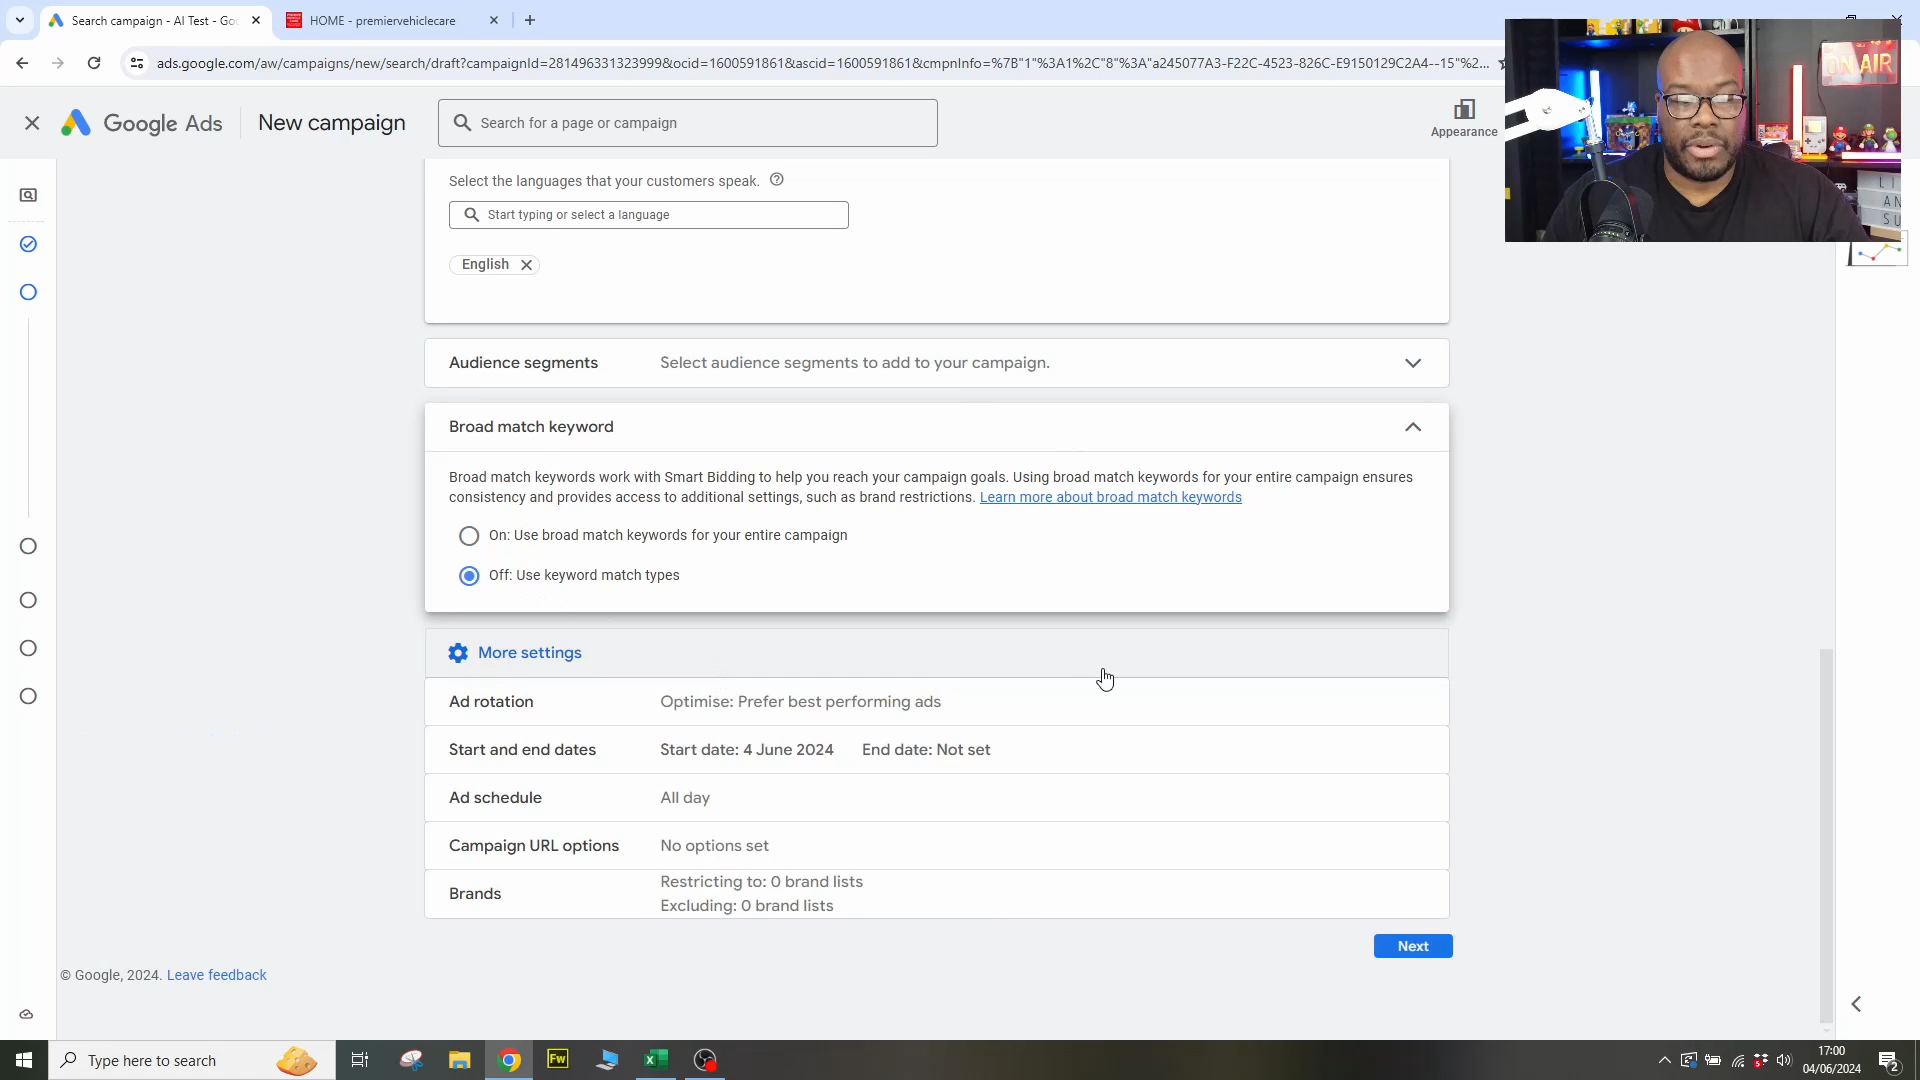 Search campaign - AI Test - Goo
HOME - premiervehiclecare
ads.google.com/aw/campaigns/new/search/draft?campaignId=281496331323999&ocid=1600591861&ascid=1600591861&cmpnInfo=%7B"1"%3A1%2C"8"%3A"a245077A3-F22C-4523-826C-E9150129C2A4--15"%2...
Google Ads
New campaign
Search for a page or campaign
Appearance
ON AIR
LI
AN
SU
Select the languages that your customers speak.
Start typing or select a language
English
Audience segments
Select audience segments to add to your campaign.
Broad match keyword
Broad match keywords work with Smart Bidding to help you reach your campaign goals. Using broad match keywords for your entire campaign ensures
consistency and provides access to additional settings, such as brand restrictions. Learn more about broad match keywords
On: Use broad match keywords for your entire campaign
Off: Use keyword match types
More settings
Ad rotation
Optimise: Prefer best performing ads
Start and end dates
Start date: 4 June 2024 End date: Not set
Ad schedule
All day
Campaign URL options
No options set
Brands
Restricting to: 0 brand lists
Excluding: 0 brand lists
Next
© Google, 2024. Leave feedback
Type here to search
Fw
17:00
04/06/2024
2